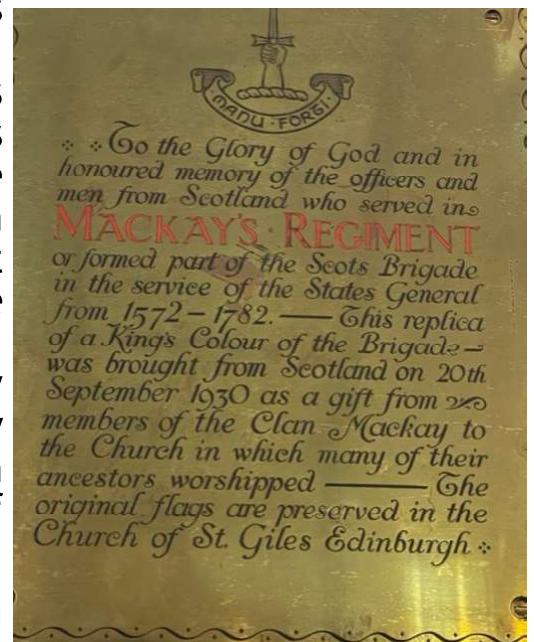 MANU · FORTI ·
To the Glory of God and in
honoured memory of the officers and
men from Scotland who served in
MACKAY'S · REGIMENT
or formed part of the Scots Brigade
in the service of the States General
from 1572 – 1782. — This replica
of a King's Colour of the Brigade –
was brought from Scotland on 20th
September 1930 as a gift from
members of the Clan Mackay to
the Church in which many of their
ancestors worshipped — The
original flags are preserved in the
Church of St. Giles Edinburgh